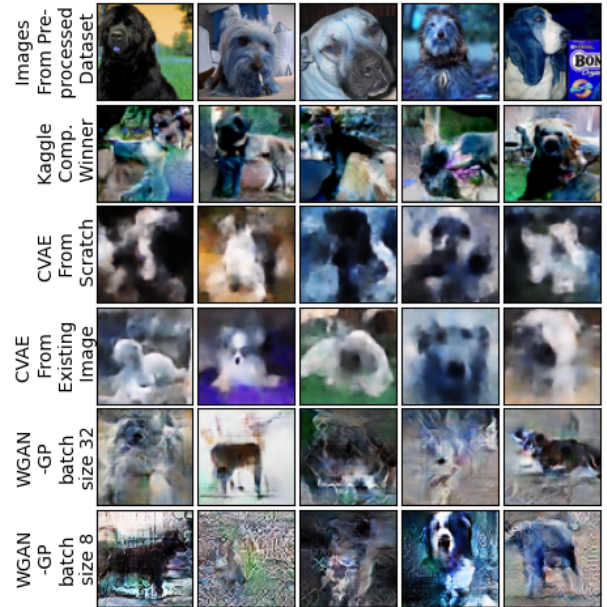 Images
From Pre-
processed
Dataset
BON
Kaggle
Comp.
Winner
CVAE
From
Scratch
CVAE
From
Existing
Image
WGAN
-GP
batch
size 32
WGAN
-GP
batch
size 8